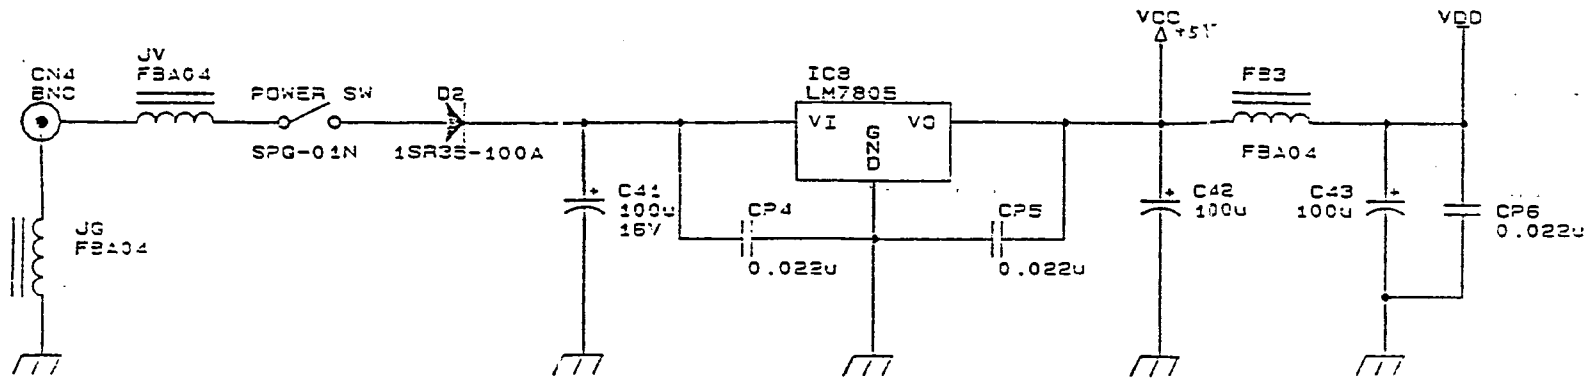 CN4
BNC
JV
FBA04
POWER SW
SPG-01N
D2
1SR35-100A
JG
FBA04
C41
100u
16V
CP4
0.022u
IC8
LM7805
VI
GND
VO
CP5
0.022u
VCC
+5V
C42
100u
FB3
FBA04
C43
100u
VDD
CP6
0.022u